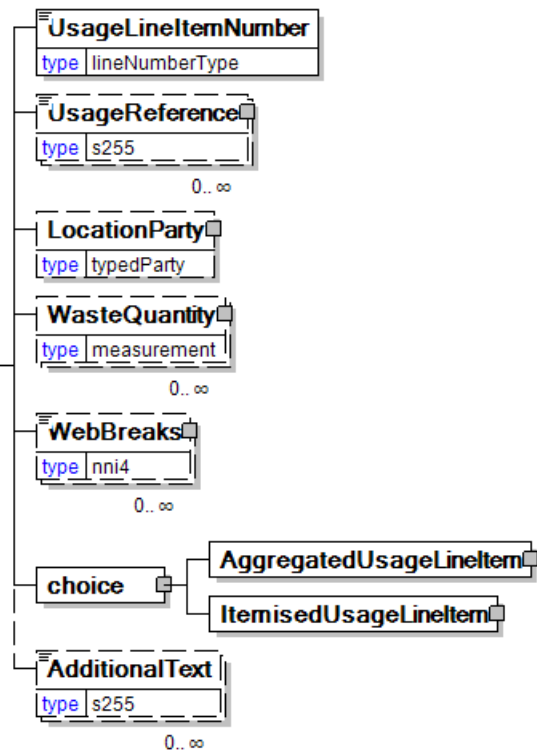 UsageLineItemNumber
type lineNumberType
UsageReference
type s255
0.. ∞
LocationParty
type typedParty
WasteQuantity
type measurement
0.. ∞
WebBreaks
type nni4
0.. ∞
AggregatedUsageLineItem
choice
ItemisedUsageLineItem
AdditionalText
type s255
0.. ∞